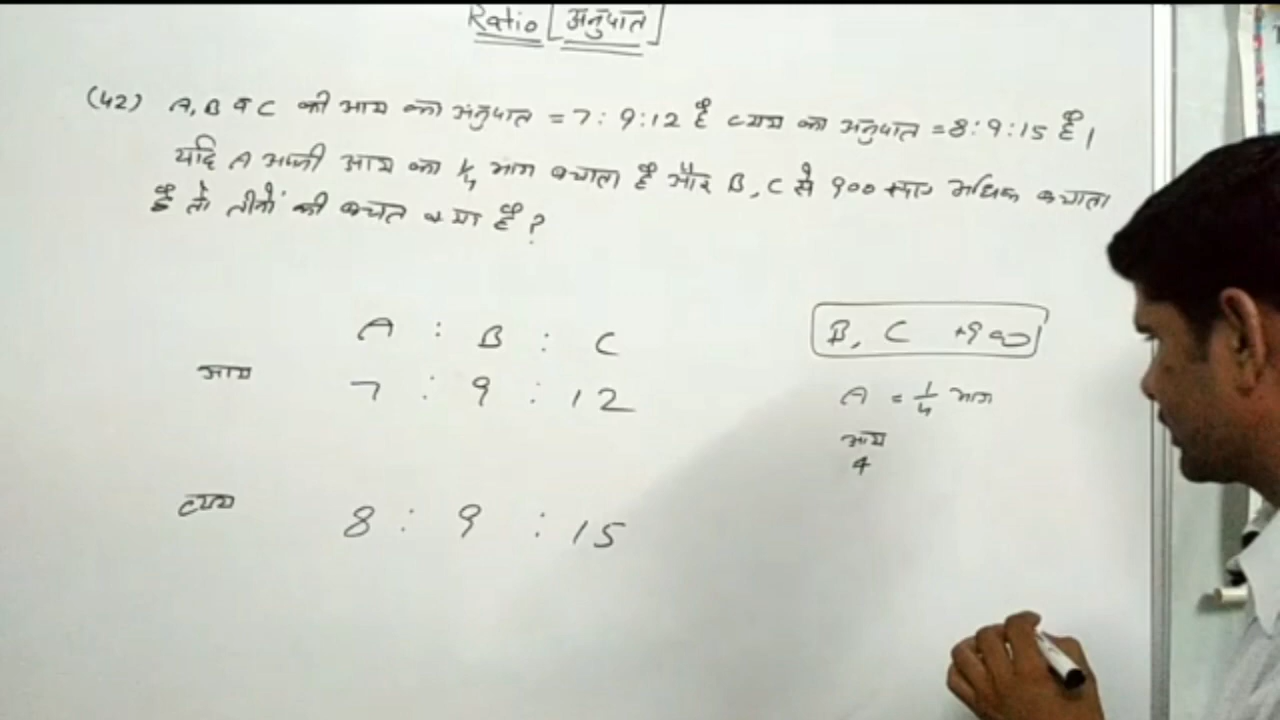 Ratio [अनुपात]
(42) A, B व C की आय का अनुपात = 7 : 9 : 12 है व्यय का अनुपात = 8 : 9 : 15 है।
यदि A अपनी आय का 1/4 भाग बचाता है और B, C से 900 रूपए अधिक बचाता
है तो तीनों की बचत क्या है ?
A : B : C
आय 7 : 9 : 12
व्यय 8 : 9 : 15
B, C +900
A = 1/4 भाग
आय
4